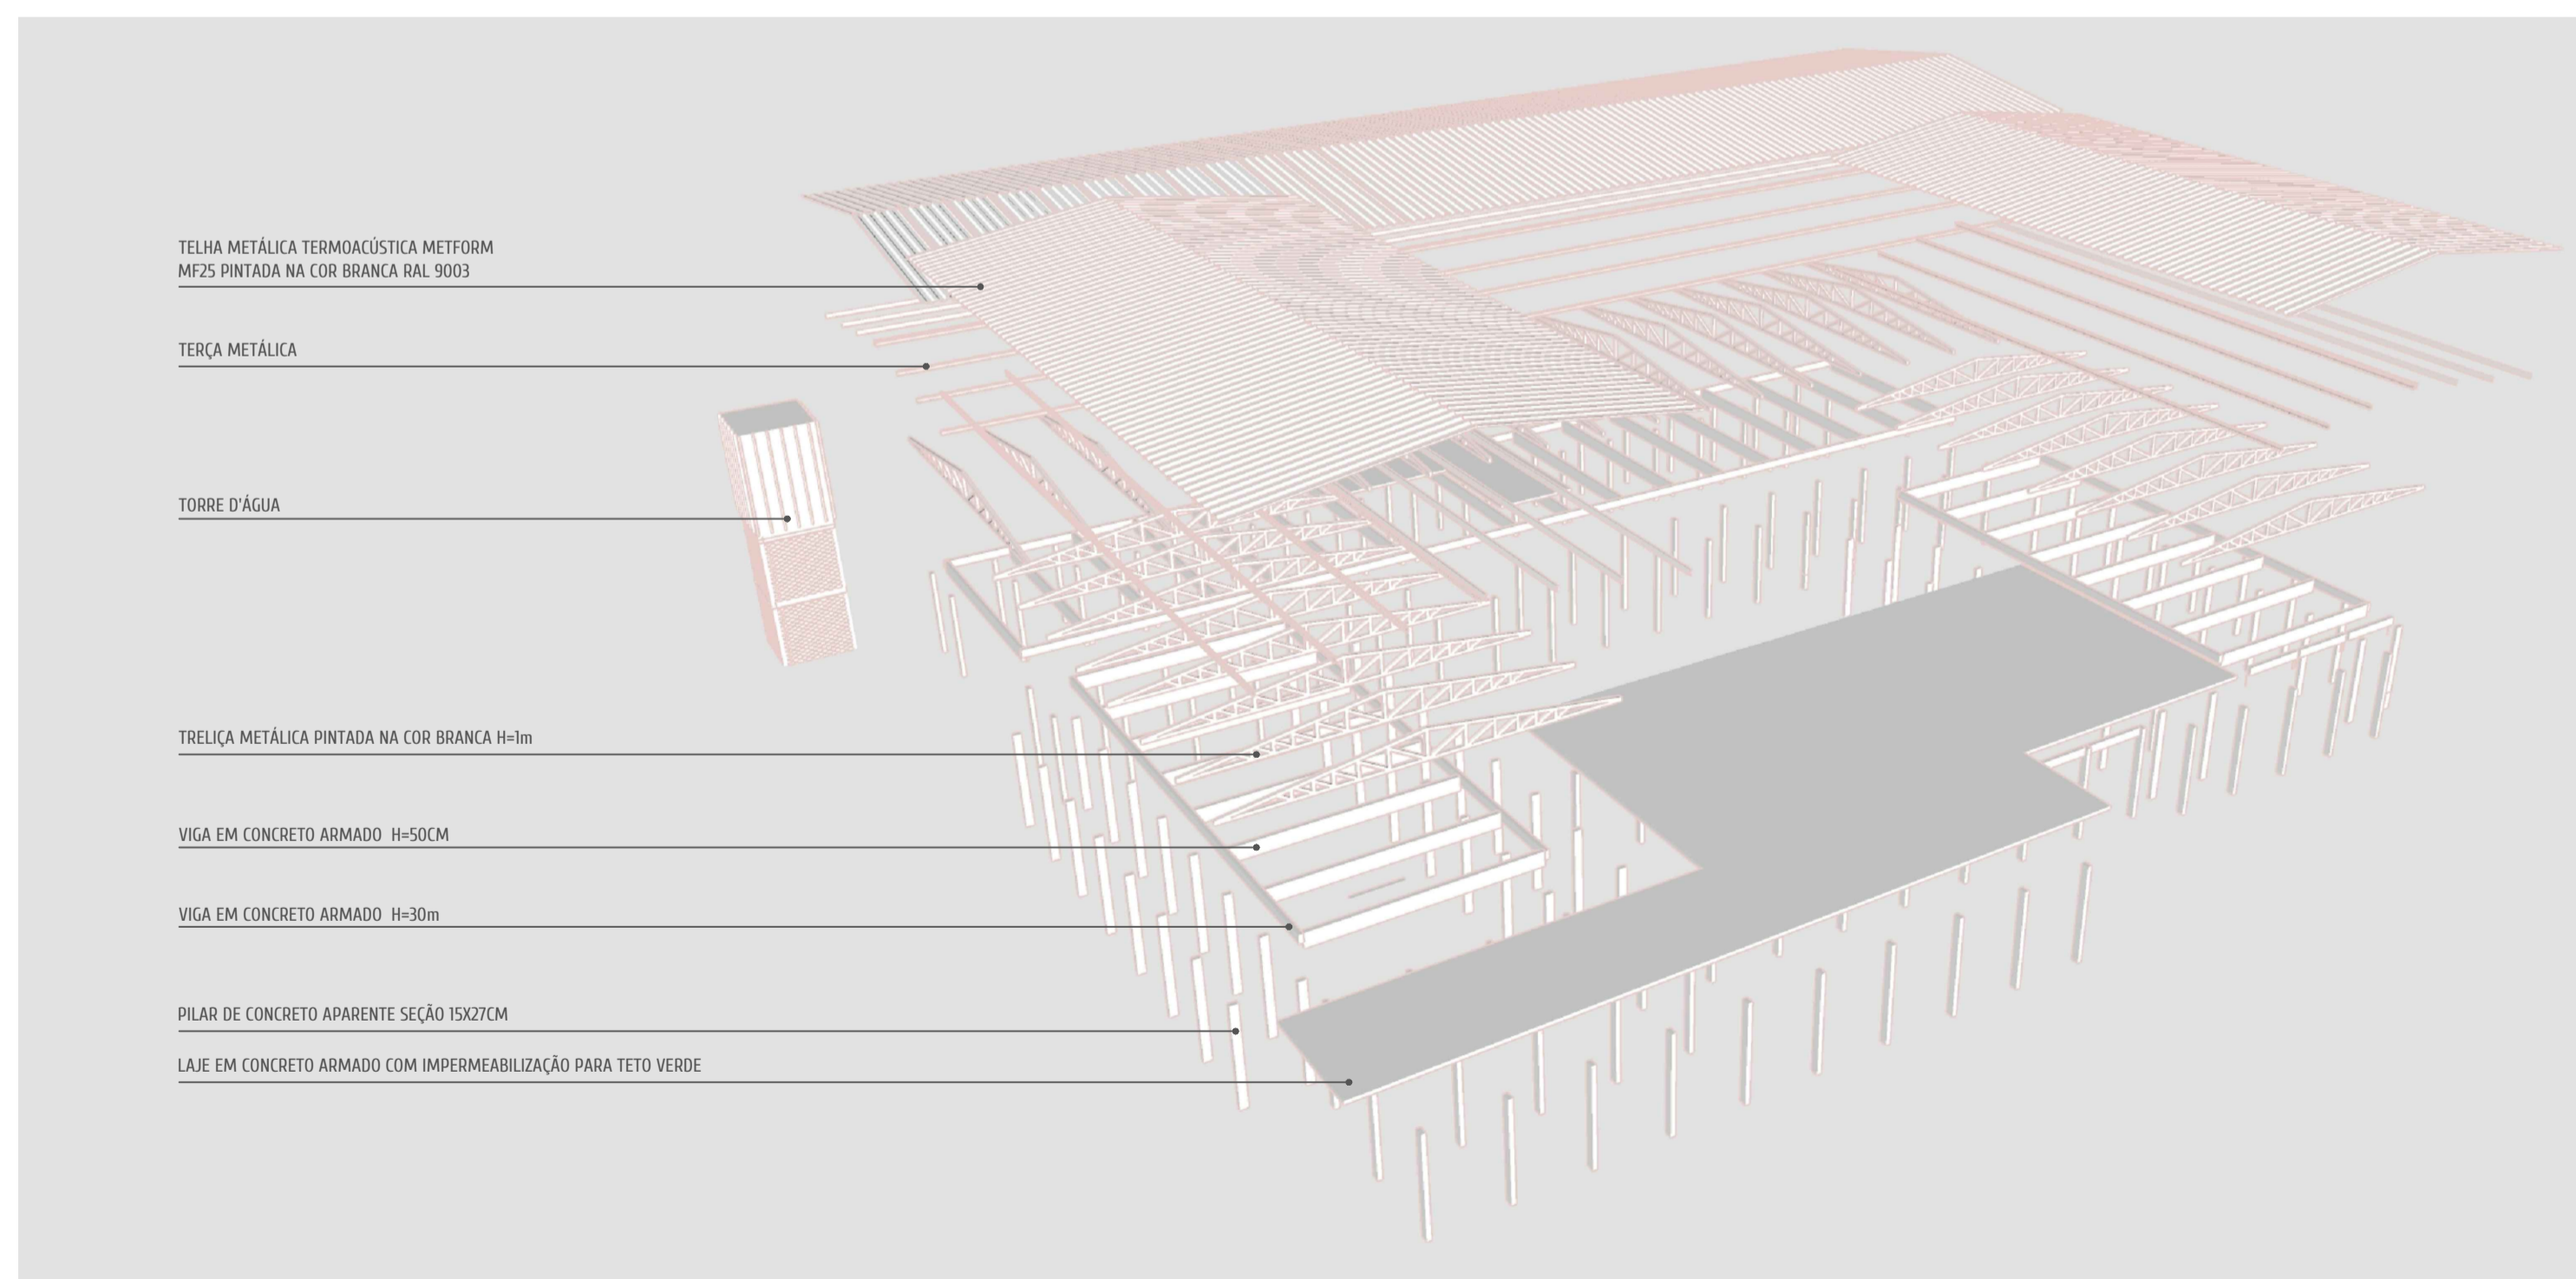 TELHA METÁLICA TERMOACÚSTICA METFORM
MF25 PINTADA NA COR BRANCA RAL 9003
TERÇA METÁLICA
TORRE D'ÁGUA
TRELIÇA METÁLICA PINTADA NA COR BRANCA H=1m
VIGA EM CONCRETO ARMADO H=50CM
VIGA EM CONCRETO ARMADO H=30m
PILAR DE CONCRETO APARENTE SEÇÃO 15X27CM
LAJE EM CONCRETO ARMADO COM IMPERMEABILIZAÇÃO PARA TETO VERDE